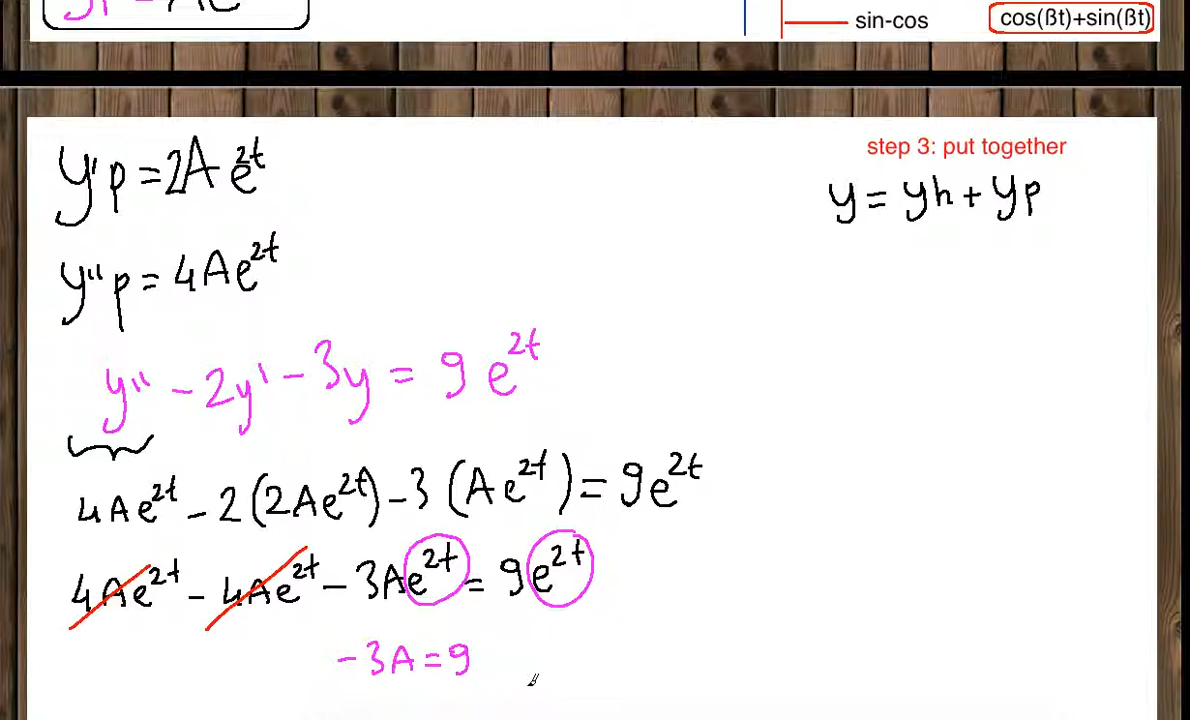 sin-cos
cos(ßt)+sin(ßt)
y'p = 2Ae^2t
step 3: put together
y = yh + yp
y''p = 4Ae^2t
y'' - 2y' - 3y = 9e^2t
4Ae^2t - 2(2Ae^2t) - 3(Ae^2t) = 9e^2t
4Ae^2t - 4Ae^2t - 3Ae^2t = 9e^2t
-3A = 9